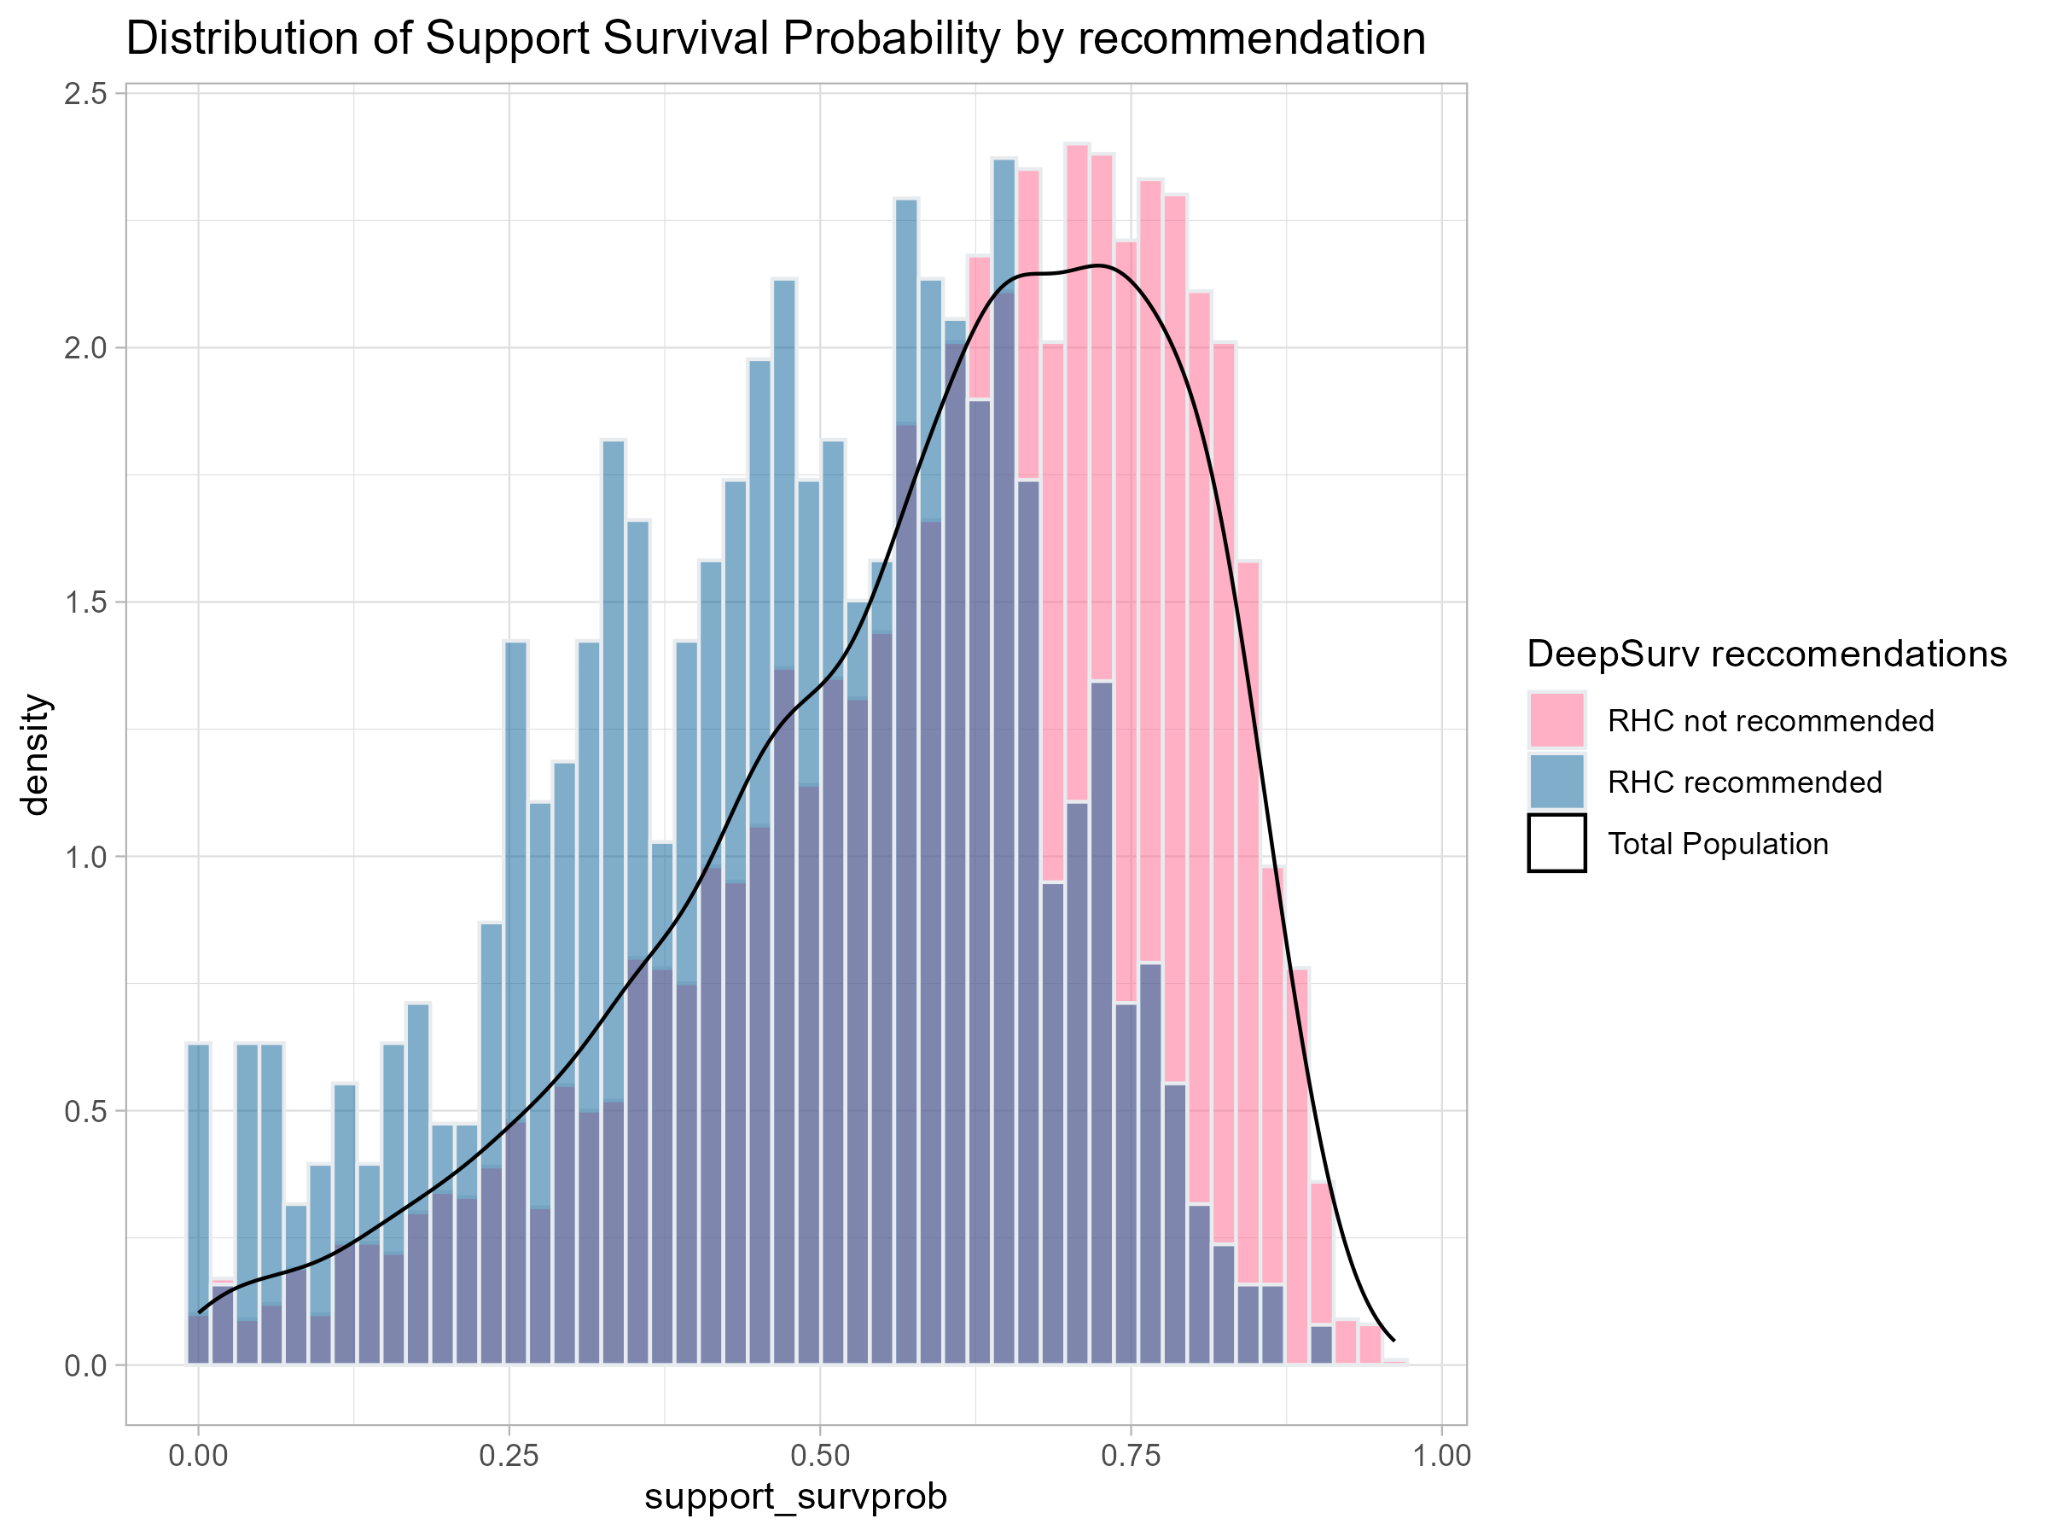 Distribution of Support Survival Probability by recommendation
2.5
2.0
1.5
1.0
0.5
0.0
density
0.00 0.25 0.50 0.75 1.00
support_survprob
DeepSurv reccomendations
RHC not recommended
RHC recommended
Total Population